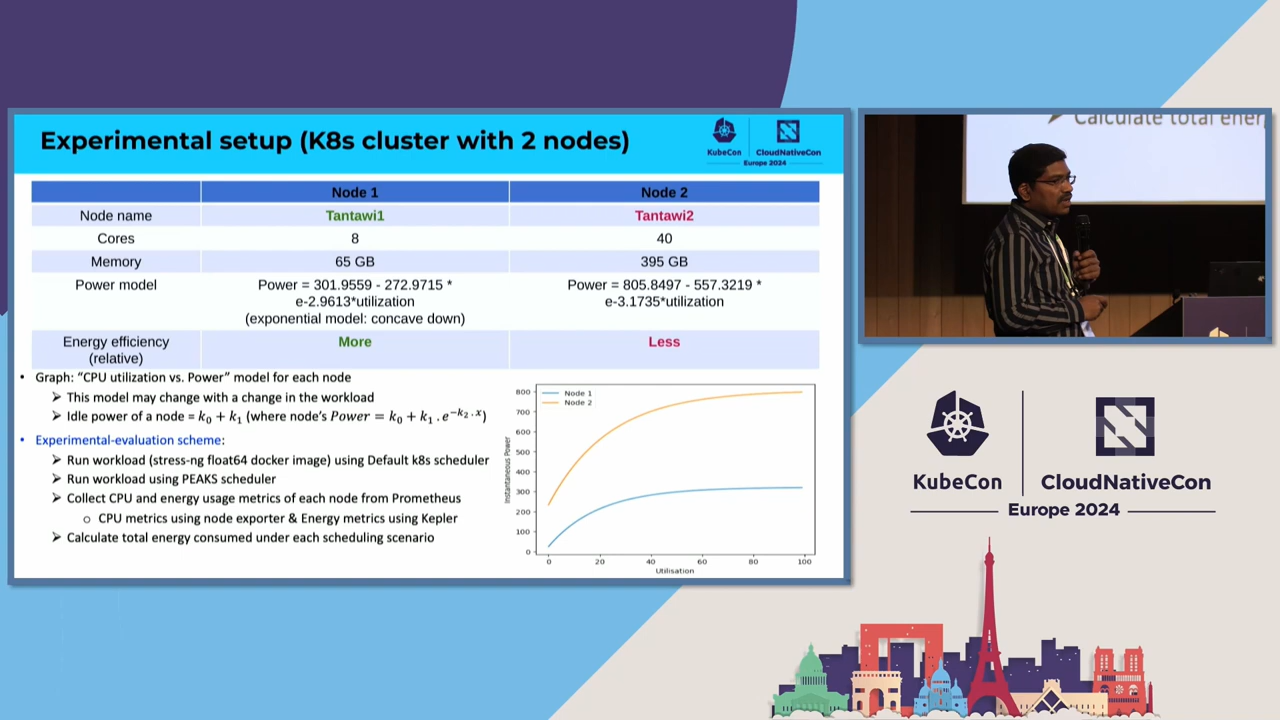 Experimental setup (K8s cluster with 2 nodes)
KubeCon
CloudNativeCon
Europe 2024
Node 1
Node 2
Node name
Tantawi1
Tantawi2
Cores
8
40
Memory
65 GB
395 GB
Power model
Power = 301.9559 - 272.9715 *
e-2.9613*utilization
(exponential model: concave down)
Power = 805.8497 - 557.3219 *
e-3.1735*utilization
Energy efficiency
(relative)
More
Less
• Graph: “CPU utilization vs. Power” model for each node
➢ This model may change with a change in the workload
➢ Idle power of a node = k₀ + k₁ (where node’s Power = k₀ + k₁ . e^(−k₂ · x))
• Experimental-evaluation scheme:
➢ Run workload (stress-ng float64 docker image) using Default k8s scheduler
➢ Run workload using PEAKS scheduler
➢ Collect CPU and energy usage metrics of each node from Prometheus
o CPU metrics using node exporter & Energy metrics using Kepler
➢ Calculate total energy consumed under each scheduling scenario
Node 1
Node 2
800
700
600
500
400
300
200
100
0
Instantaneous Power
0 20 40 60 80 100
Utilisation
➢ Calculate total ener
KubeCon
CloudNativeCon
Europe 2024